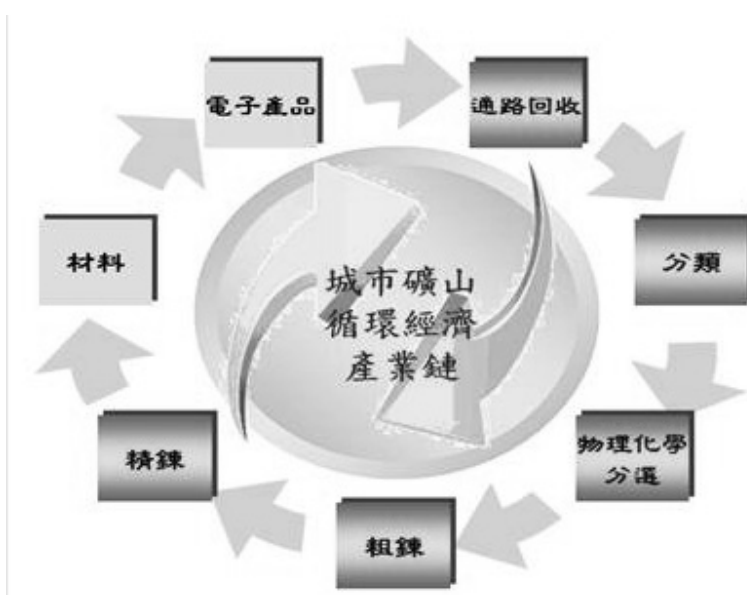 電子產品
通路回收
材料
分類
城市礦山
循環經濟
產業鏈
精鍊
物理化學
分選
粗鍊